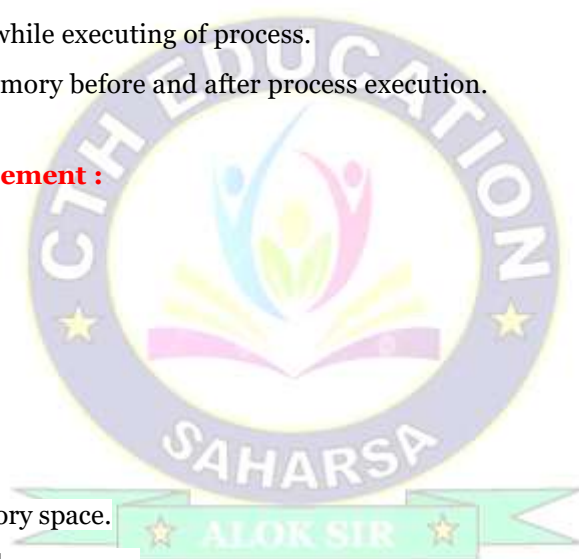 while executing of process.
mory before and after process execution.
ement :
CTH EDUCATION
SAHARSA
ory space.
ALOK SIR